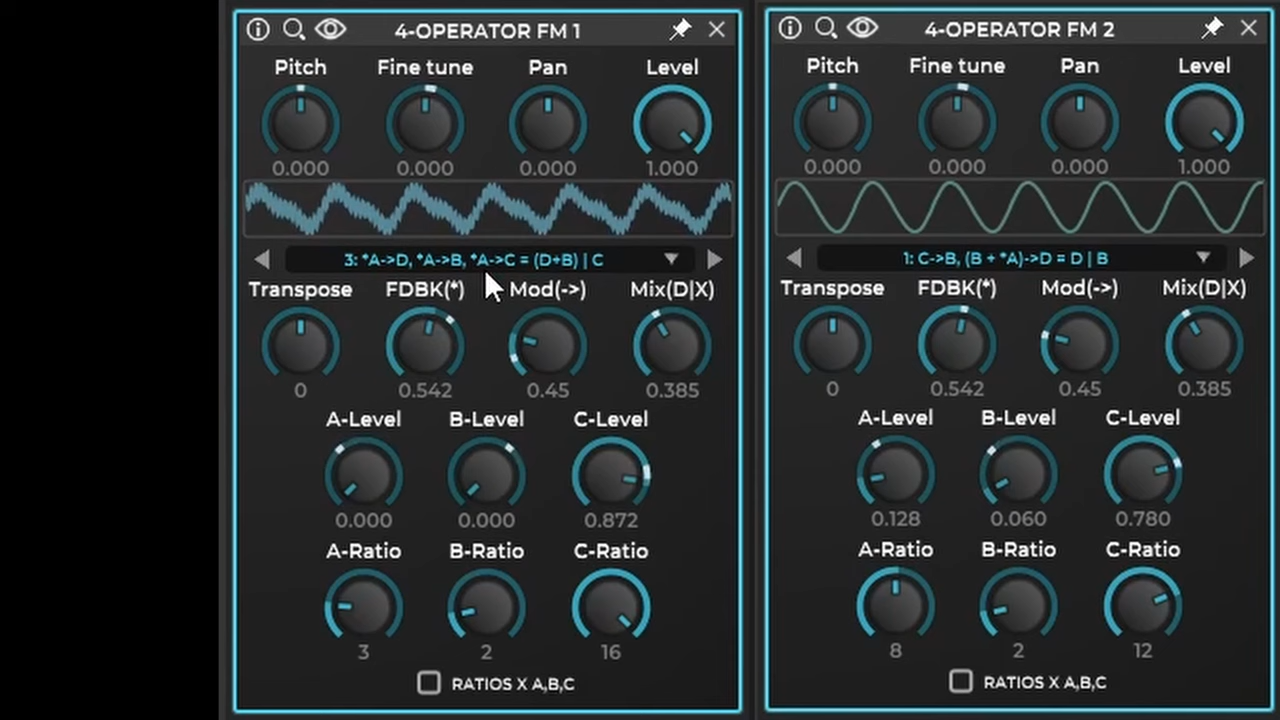 4-OPERATOR FM 1
Pitch Fine tune Pan Level
0.000 0.000 0.000 1.000
3: *A->D, *A->B, *A->C = (D+B) | C
Transpose FDBK(*) Mod(->) Mix(D|X)
0 0.542 0.45 0.385
A-Level B-Level C-Level
0.000 0.000 0.872
A-Ratio B-Ratio C-Ratio
3 2 16
RATIOS X A,B,C
4-OPERATOR FM 2
Pitch Fine tune Pan Level
0.000 0.000 0.000 1.000
1: C->B, (B + *A)->D = D | B
Transpose FDBK(*) Mod(->) Mix(D|X)
0 0.542 0.45 0.385
A-Level B-Level C-Level
0.128 0.060 0.780
A-Ratio B-Ratio C-Ratio
8 2 12
RATIOS X A,B,C